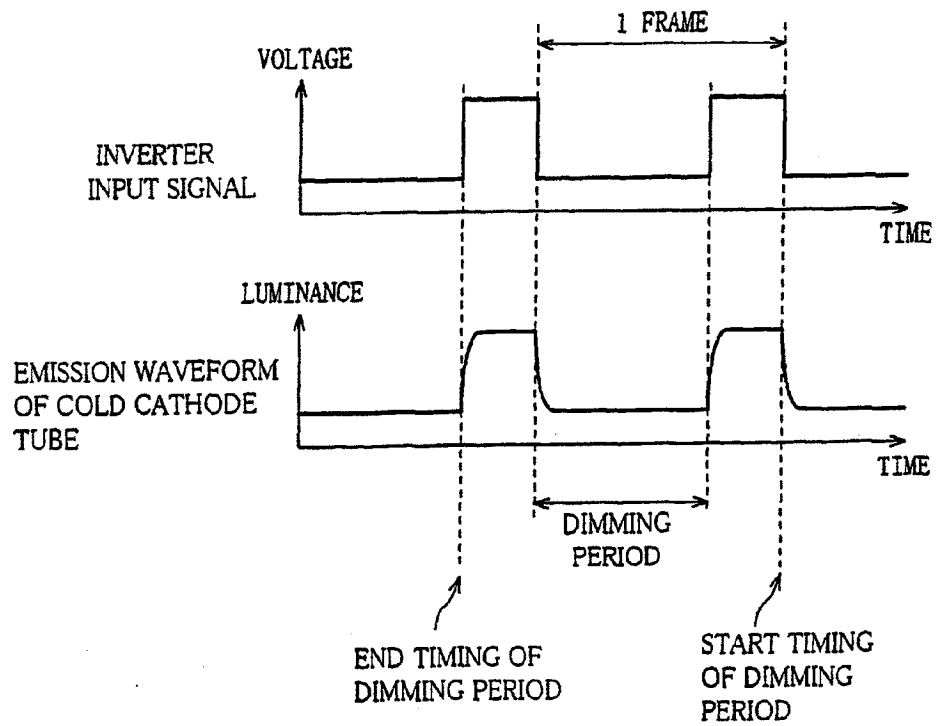 1 FRAME
VOLTAGE
INVERTER
INPUT SIGNAL
TIME
LUMINANCE
EMISSION WAVEFORM
OF COLD CATHODE
TUBE
TIME
DIMMING
PERIOD
END TIMING OF
DIMMING PERIOD
START TIMING
OF DIMMING
PERIOD